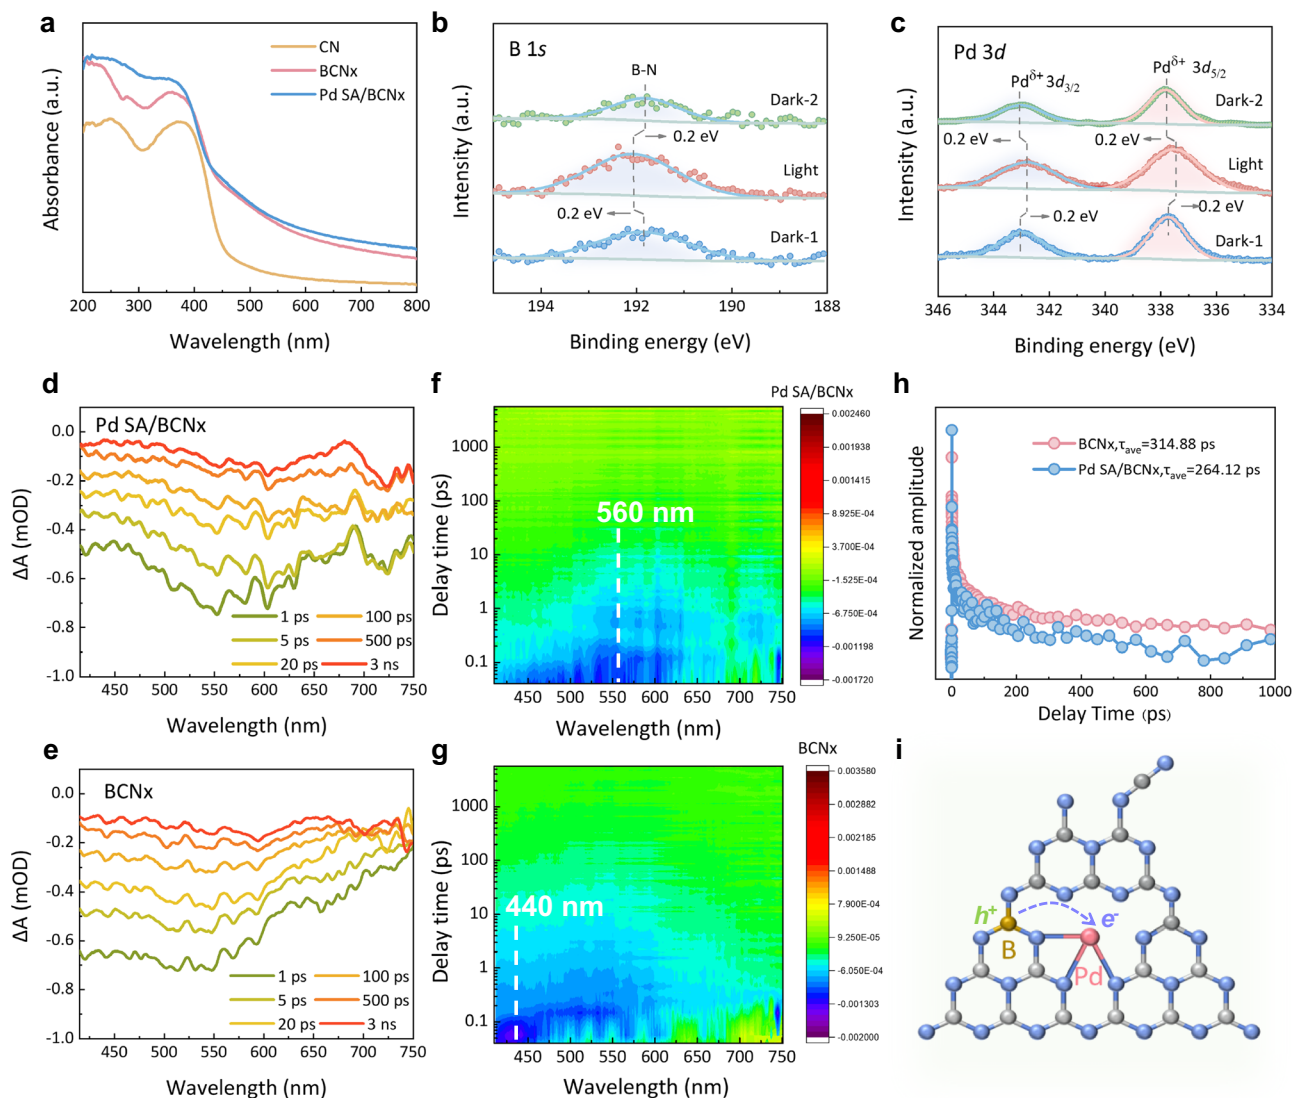 a
CN
BCNx
Pd SA/BCNx
Absorbance (a.u.)
200 300 400 500 600 700 800
Wavelength (nm)
b
B 1s
B-N
Dark-2
0.2 eV
Light
0.2 eV
Dark-1
Intensity (a.u.)
194 192 190 188
Binding energy (eV)
c
Pd 3d
Pdδ+ 3d3/2
Pdδ+ 3d5/2
Dark-2
0.2 eV
0.2 eV
Light
0.2 eV
0.2 eV
Dark-1
Intensity (a.u.)
346 344 342 340 338 336 334
Binding energy (eV)
d
Pd SA/BCNx
0.0
-0.2
-0.4
-0.6
-0.8
-1.0
ΔA (mOD)
1 ps 100 ps
5 ps 500 ps
20 ps 3 ns
450 500 550 600 650 700 750
Wavelength (nm)
f
Pd SA/BCNx
560 nm
1000
100
10
1
0.1
Delay time (ps)
450 500 550 600 650 700 750
Wavelength (nm)
0.002460
0.001938
0.001415
8.925E-04
3.700E-04
-1.525E-04
-6.750E-04
-0.001198
-0.001720
h
BCNx,τave=314.88 ps
Pd SA/BCNx,τave=264.12 ps
Normalized amplitude
0 200 400 600 800 1000
Delay Time (ps)
e
BCNx
0.0
-0.2
-0.4
-0.6
-0.8
-1.0
ΔA (mOD)
1 ps 100 ps
5 ps 500 ps
20 ps 3 ns
450 500 550 600 650 700 750
Wavelength (nm)
g
BCNx
440 nm
1000
100
10
1
0.1
Delay time (ps)
450 500 550 600 650 700 750
Wavelength (nm)
0.003580
0.002882
0.002185
0.001488
7.900E-04
9.250E-05
-6.050E-04
-0.001303
-0.002000
i
h+
e-
B
Pd